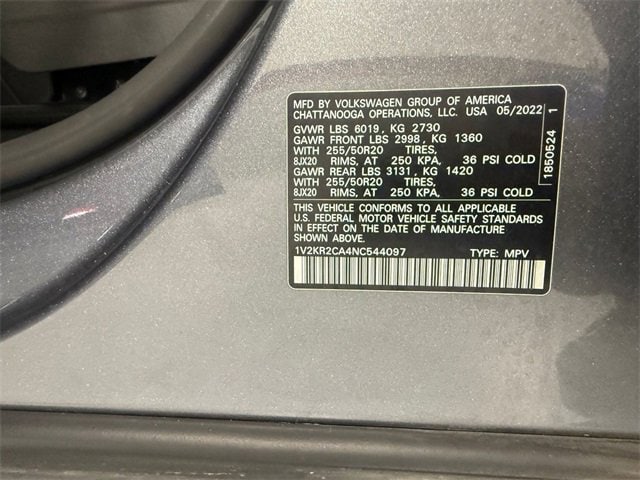 MFD BY VOLKSWAGEN GROUP OF AMERICA
CHATTANOOGA OPERATIONS, LLC. USA 05/2022
GVWR LBS 6019, KG 2730
GAWR FRONT LBS 2998, KG 1360
WITH 255/50R20 TIRES,
8JX20 RIMS, AT 250 KPA, 36 PSI COLD
GAWR REAR LBS 3131, KG 1420
WITH 255/50R20 TIRES,
8JX20 RIMS, AT 250 KPA, 36 PSI COLD
THIS VEHICLE CONFORMS TO ALL APPLICABLE
U.S. FEDERAL MOTOR VEHICLE SAFETY STANDARDS
IN EFFECT ON THE DATE OF MANUFACTURE
SHOWN ABOVE.
1V2KR2CA4NC544097 TYPE: MPV
1850524 1